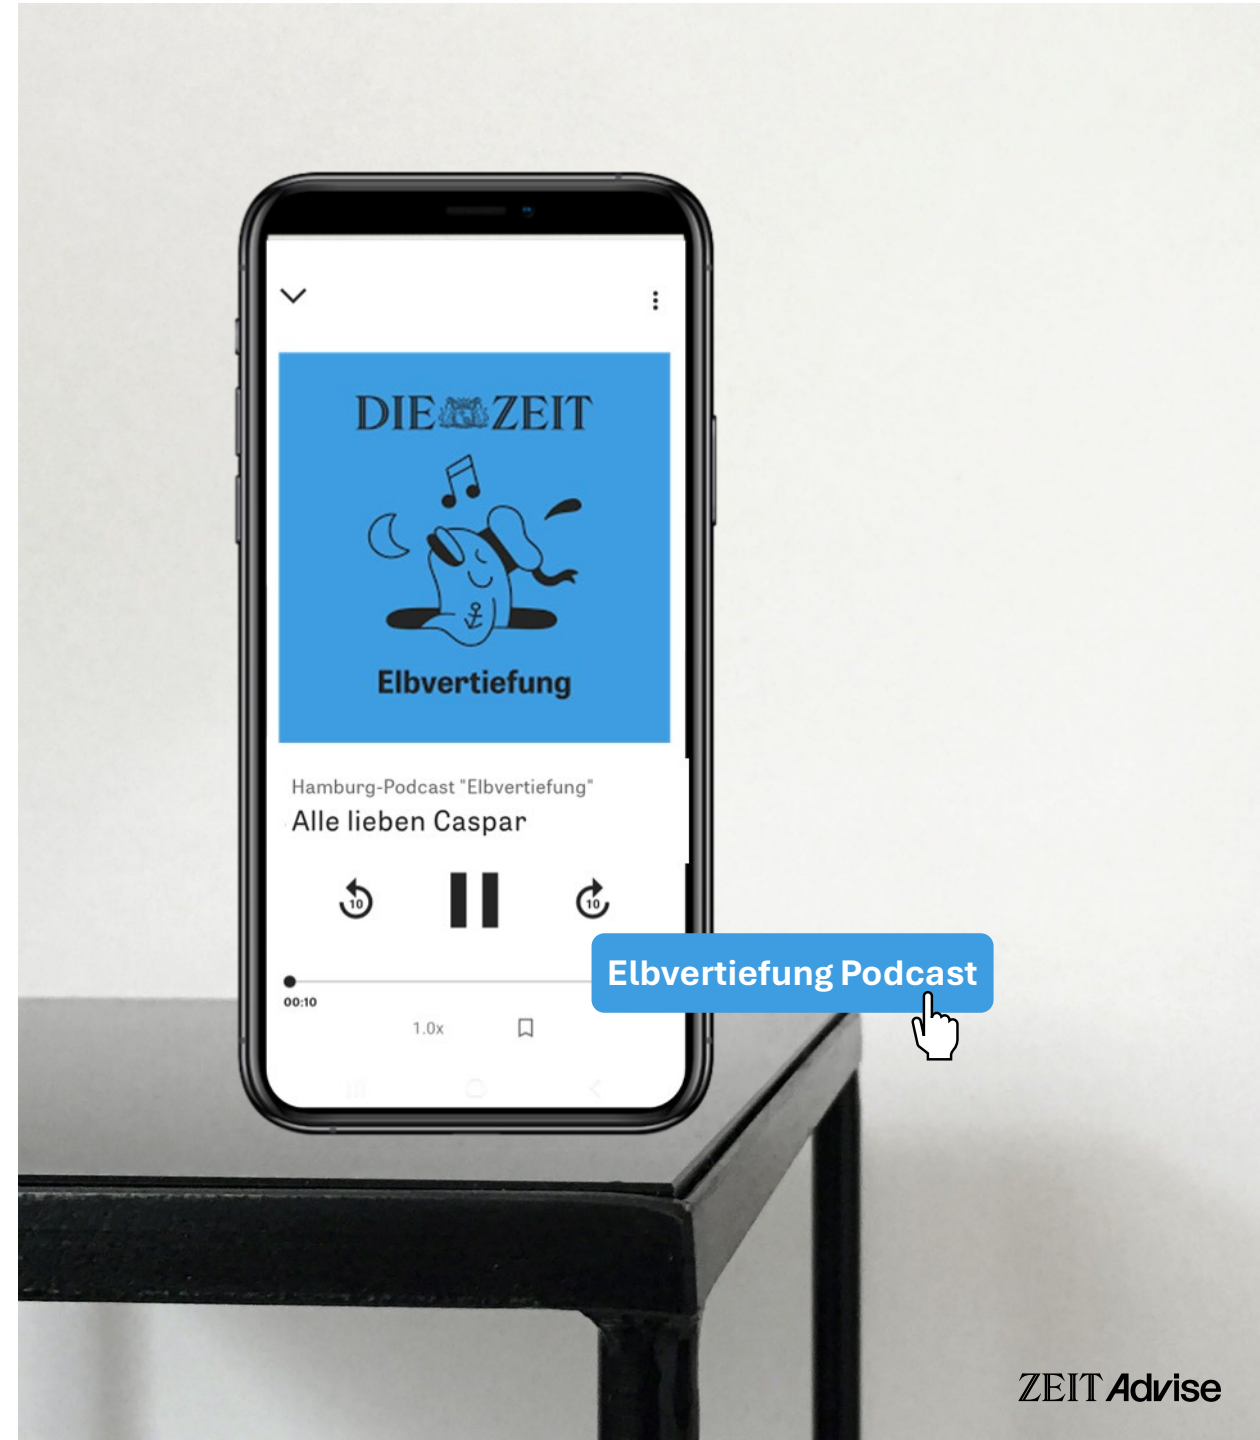 DIE ZEIT
Elbvertiefung
Hamburg-Podcast "Elbvertiefung"
Alle lieben Caspar
10
10
Elbvertiefung Podcast
00:10
1.0x
ZEIT Advise